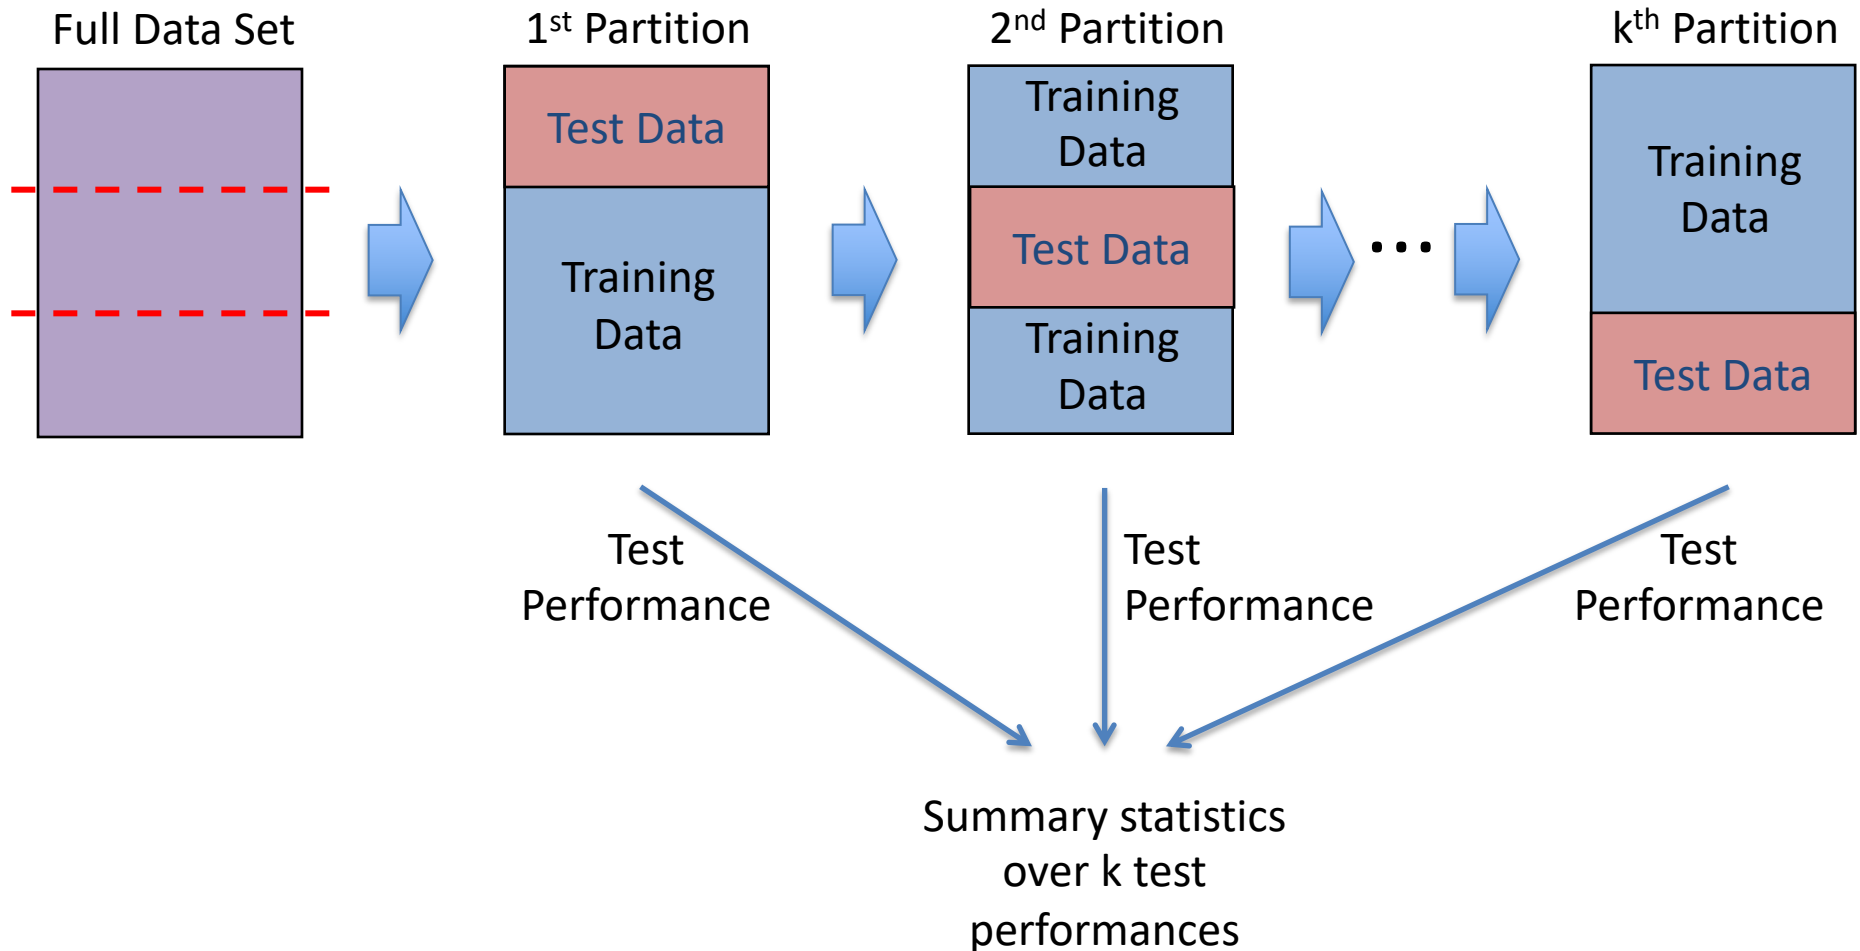 Full Data Set
1st Partition
2nd Partition
kth Partition
Test Data
Training
Data
Training
Data
Test Data
Training
Data
...
Training
Data
Test Data
Test
Performance
Test
Performance
Test
Performance
Summary statistics
over k test
performances